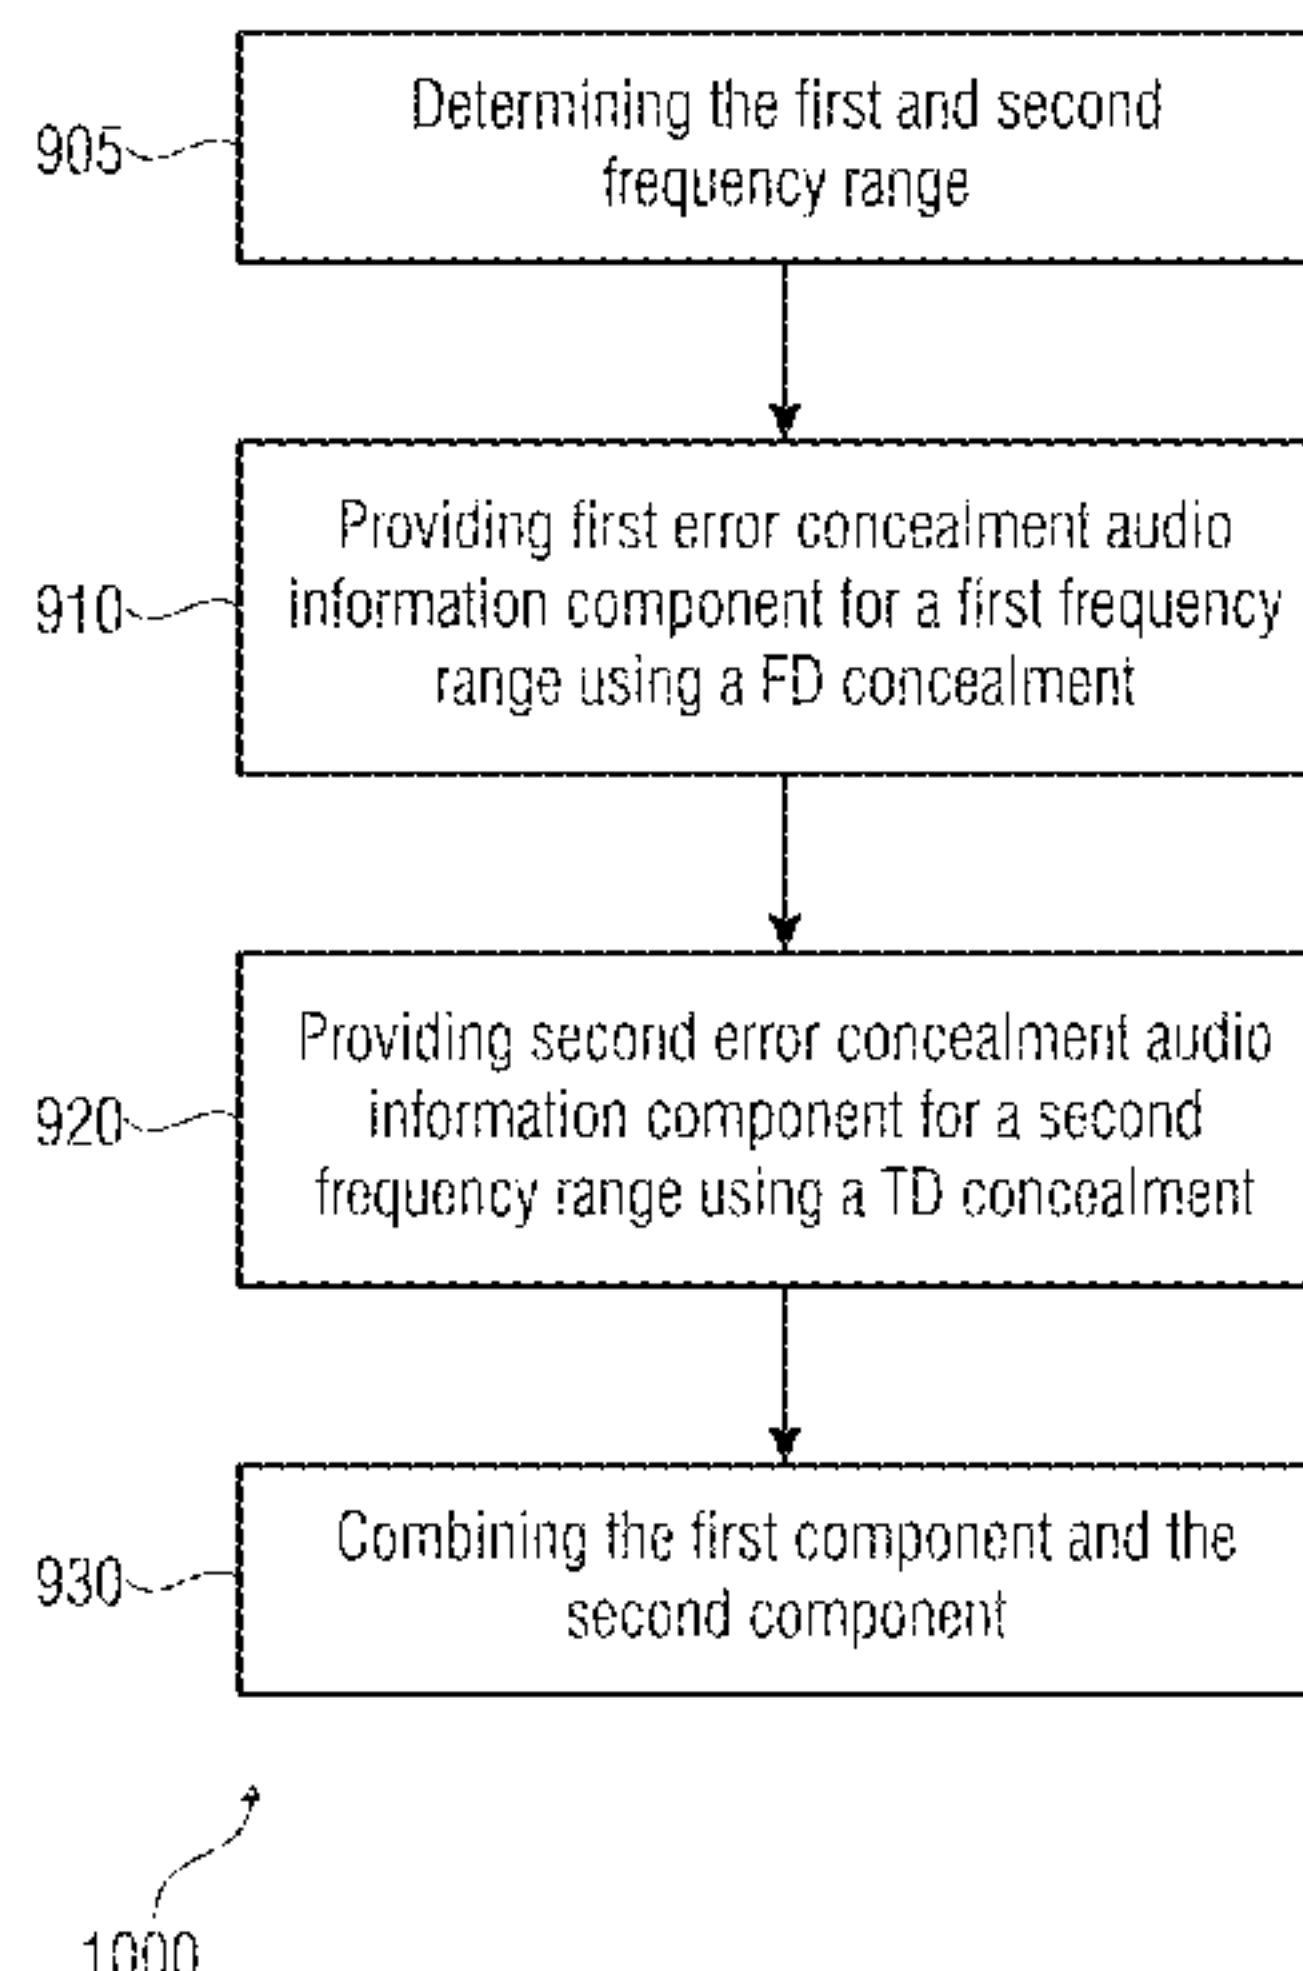 Determining the first and second
frequency range
905
Providing first error concealment audio
information component for a first frequency
range using a FD concealment
910
Providing second error concealment audio
information component for a second
frequency range using a TD concealment
920
Combining the first component and the
second component
930
1000